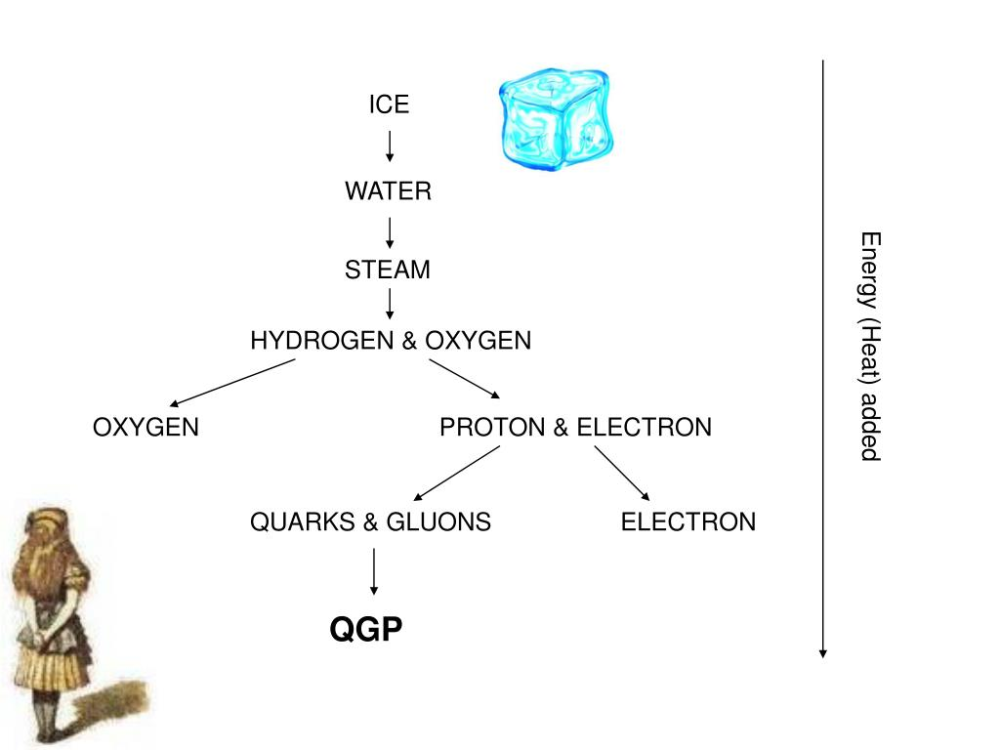 ICE
WATER
STEAM
HYDROGEN & OXYGEN
OXYGEN
PROTON & ELECTRON
QUARKS & GLUONS
ELECTRON
QGP
Energy (Heat) added